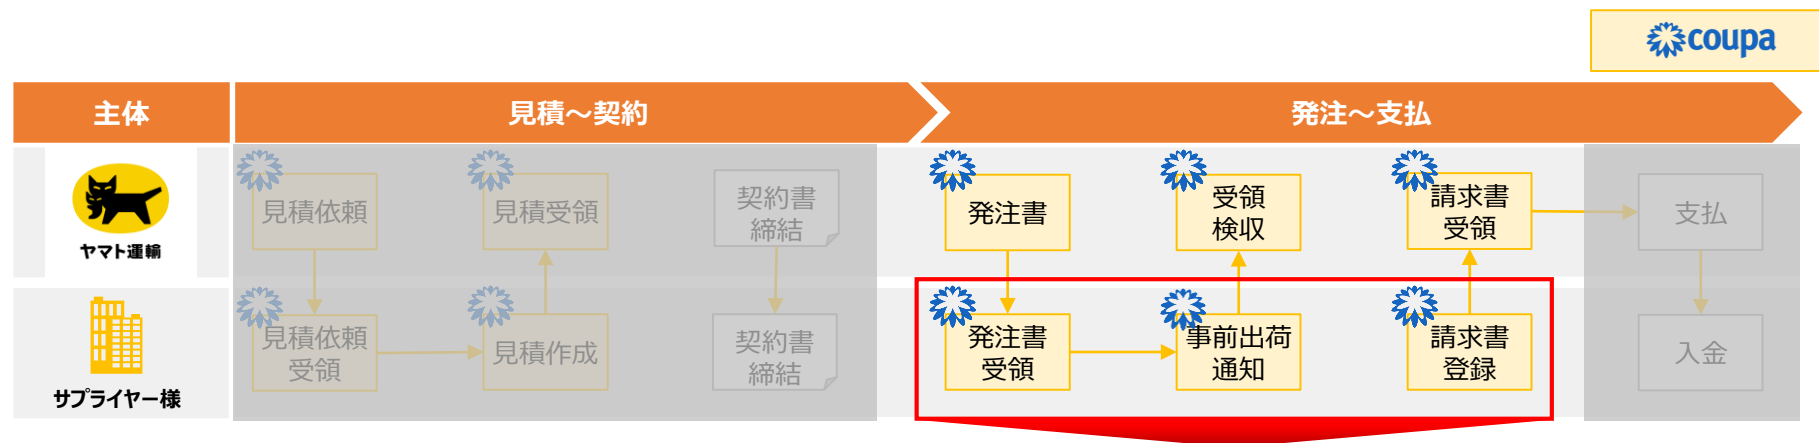 coupa
主体
見積～契約
発注～支払
ヤマト運輸
見積依頼
見積受領
契約書
締結
発注書
受領
検収
請求書
受領
支払
サプライヤー様
見積依頼
受領
見積作成
契約書
締結
発注書
受領
事前出荷
通知
請求書
登録
入金